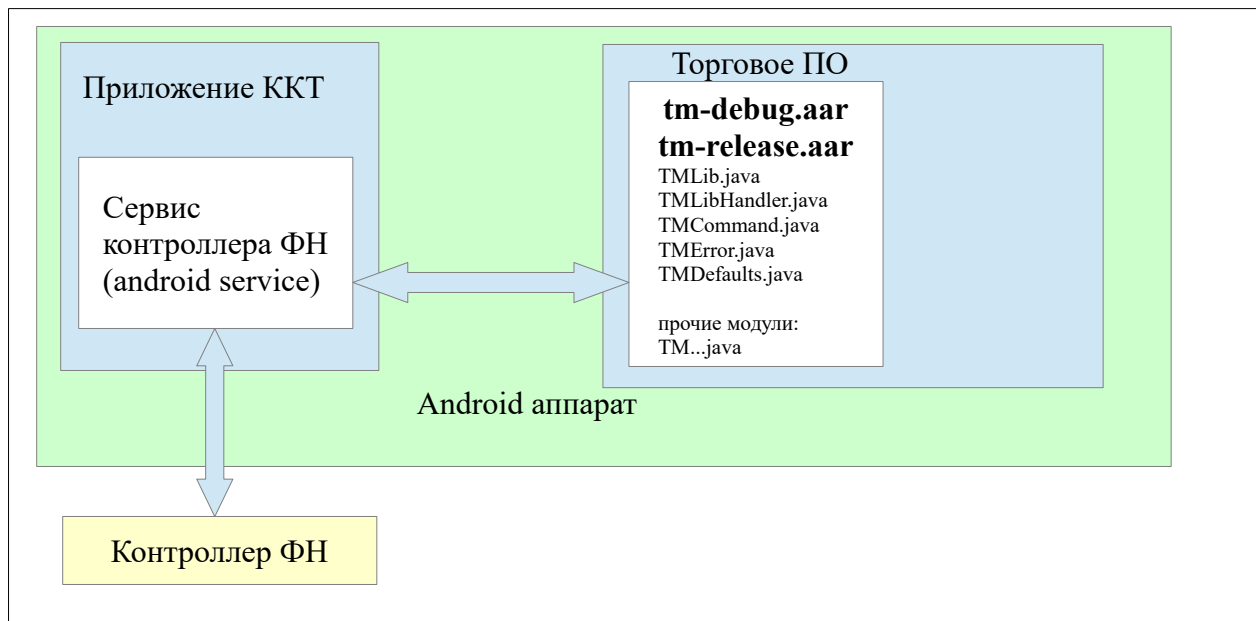 Приложение ККТ
Сервис
контроллера ФН
(android service)
Торговое ПО
tm-debug.aar
tm-release.aar
TMLib.java
TMLibHandler.java
TMCommand.java
TMError.java
TMDefaults.java
прочие модули:
TM...java
Android аппарат
Контроллер ФН